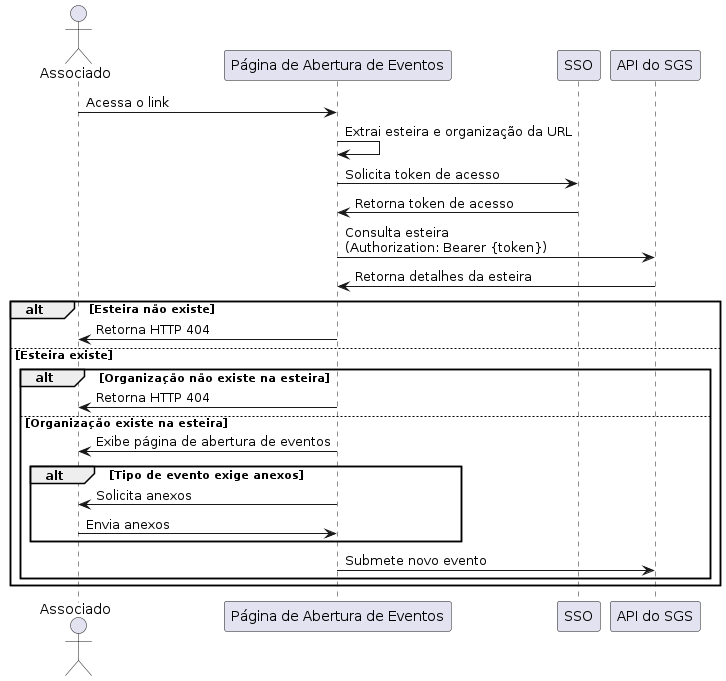 Associado
Página de Abertura de Eventos
SSO
API do SGS
Acessa o link
Extrai esteira e organização da URL
Solicita token de acesso
Retorna token de acesso
Consulta esteira
(Authorization: Bearer {token})
Retorna detalhes da esteira
alt [Esteira não existe]
Retorna HTTP 404
[Esteira existe]
alt [Organização não existe na esteira]
Retorna HTTP 404
[Organização existe na esteira]
Exibe página de abertura de eventos
alt [Tipo de evento exige anexos]
Solicita anexos
Envia anexos
Submete novo evento
Associado
Página de Abertura de Eventos
SSO
API do SGS